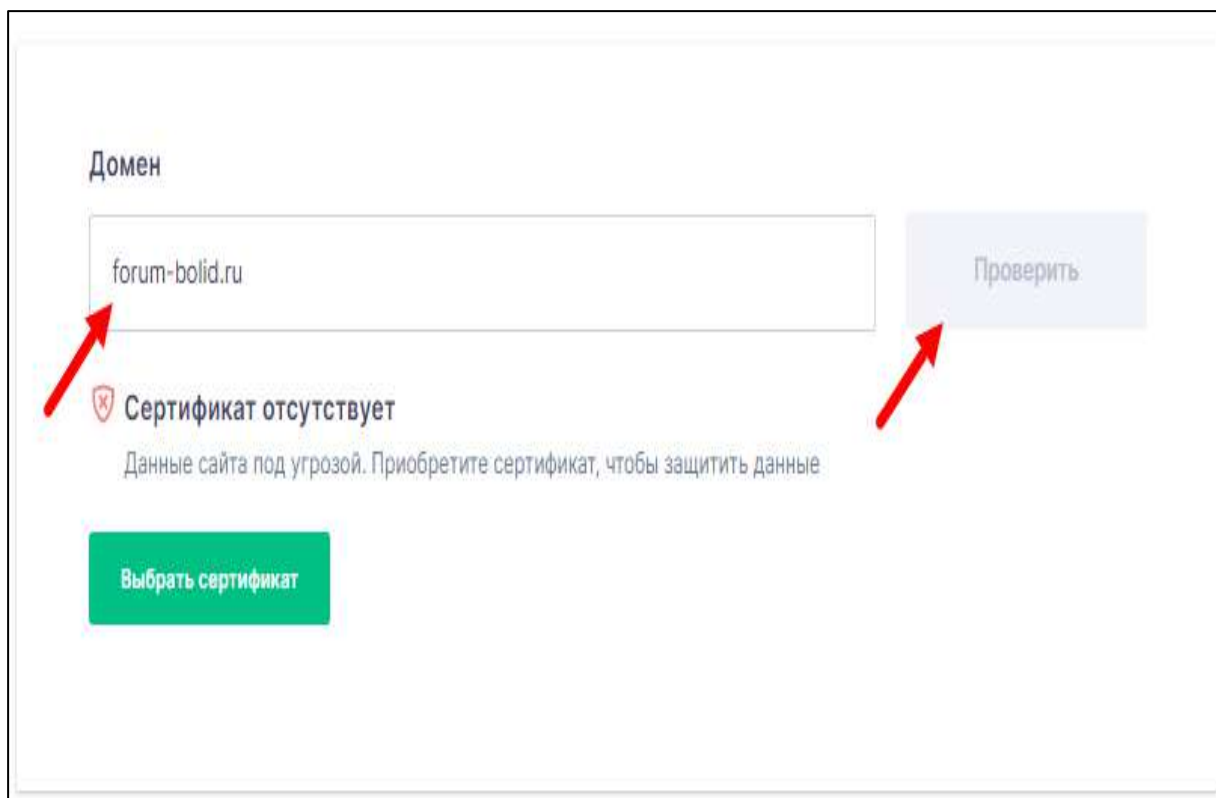 Домен
forum-bolid.ru
Проверить
Сертификат отсутствует
Данные сайта под угрозой. Приобретите сертификат, чтобы защитить данные
Выбрать сертификат